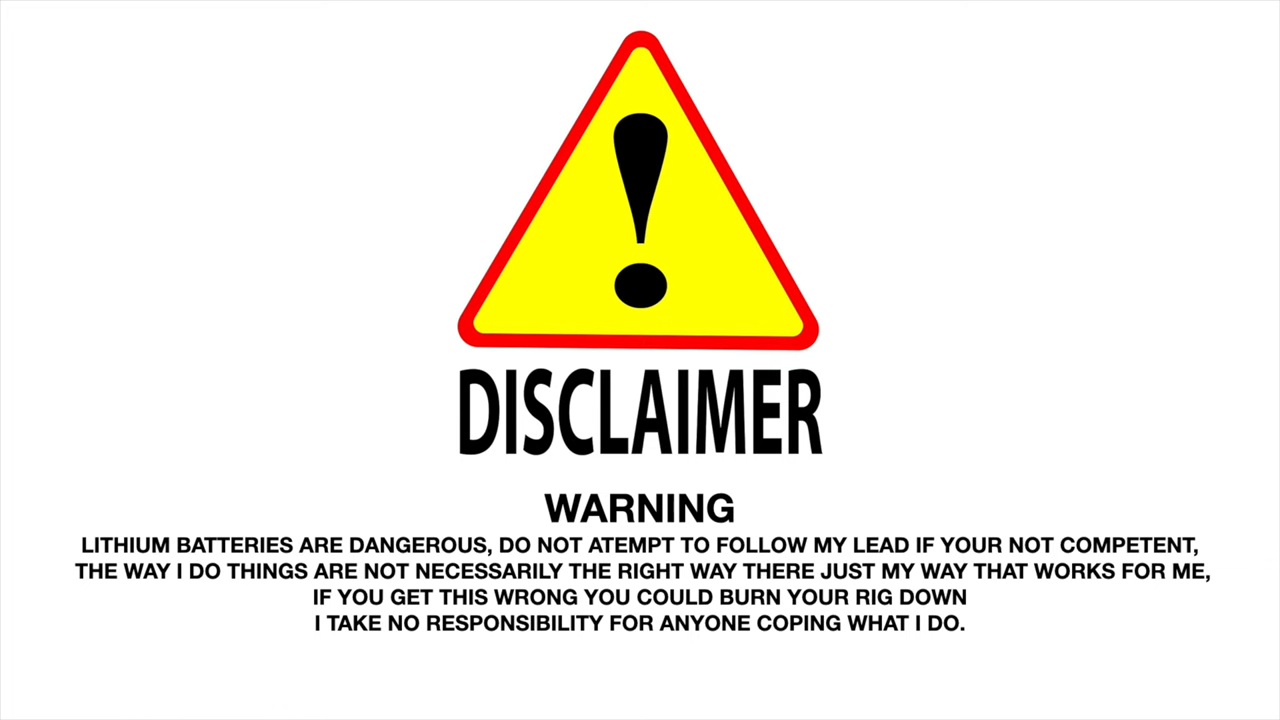 !
DISCLAIMER
WARNING
LITHIUM BATTERIES ARE DANGEROUS, DO NOT ATEMPT TO FOLLOW MY LEAD IF YOUR NOT COMPETENT,
THE WAY I DO THINGS ARE NOT NECESSARILY THE RIGHT WAY THERE JUST MY WAY THAT WORKS FOR ME,
IF YOU GET THIS WRONG YOU COULD BURN YOUR RIG DOWN
I TAKE NO RESPONSIBILITY FOR ANYONE COPING WHAT I DO.